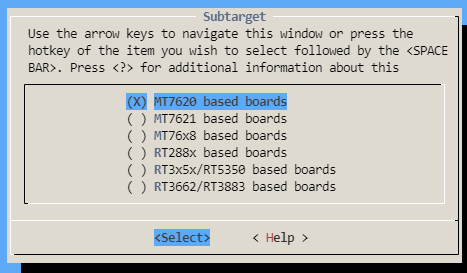 Subtarget
Use the arrow keys to navigate this window or press the
hotkey of the item you wish to select followed by the <SPACE
BAR>. Press <?> for additional information about this
(X) MT7620 based boards
( ) MT7621 based boards
( ) MT76x8 based boards
( ) RT288x based boards
( ) RT3x5x/RT5350 based boards
( ) RT3662/RT3883 based boards
<Select> < Help >